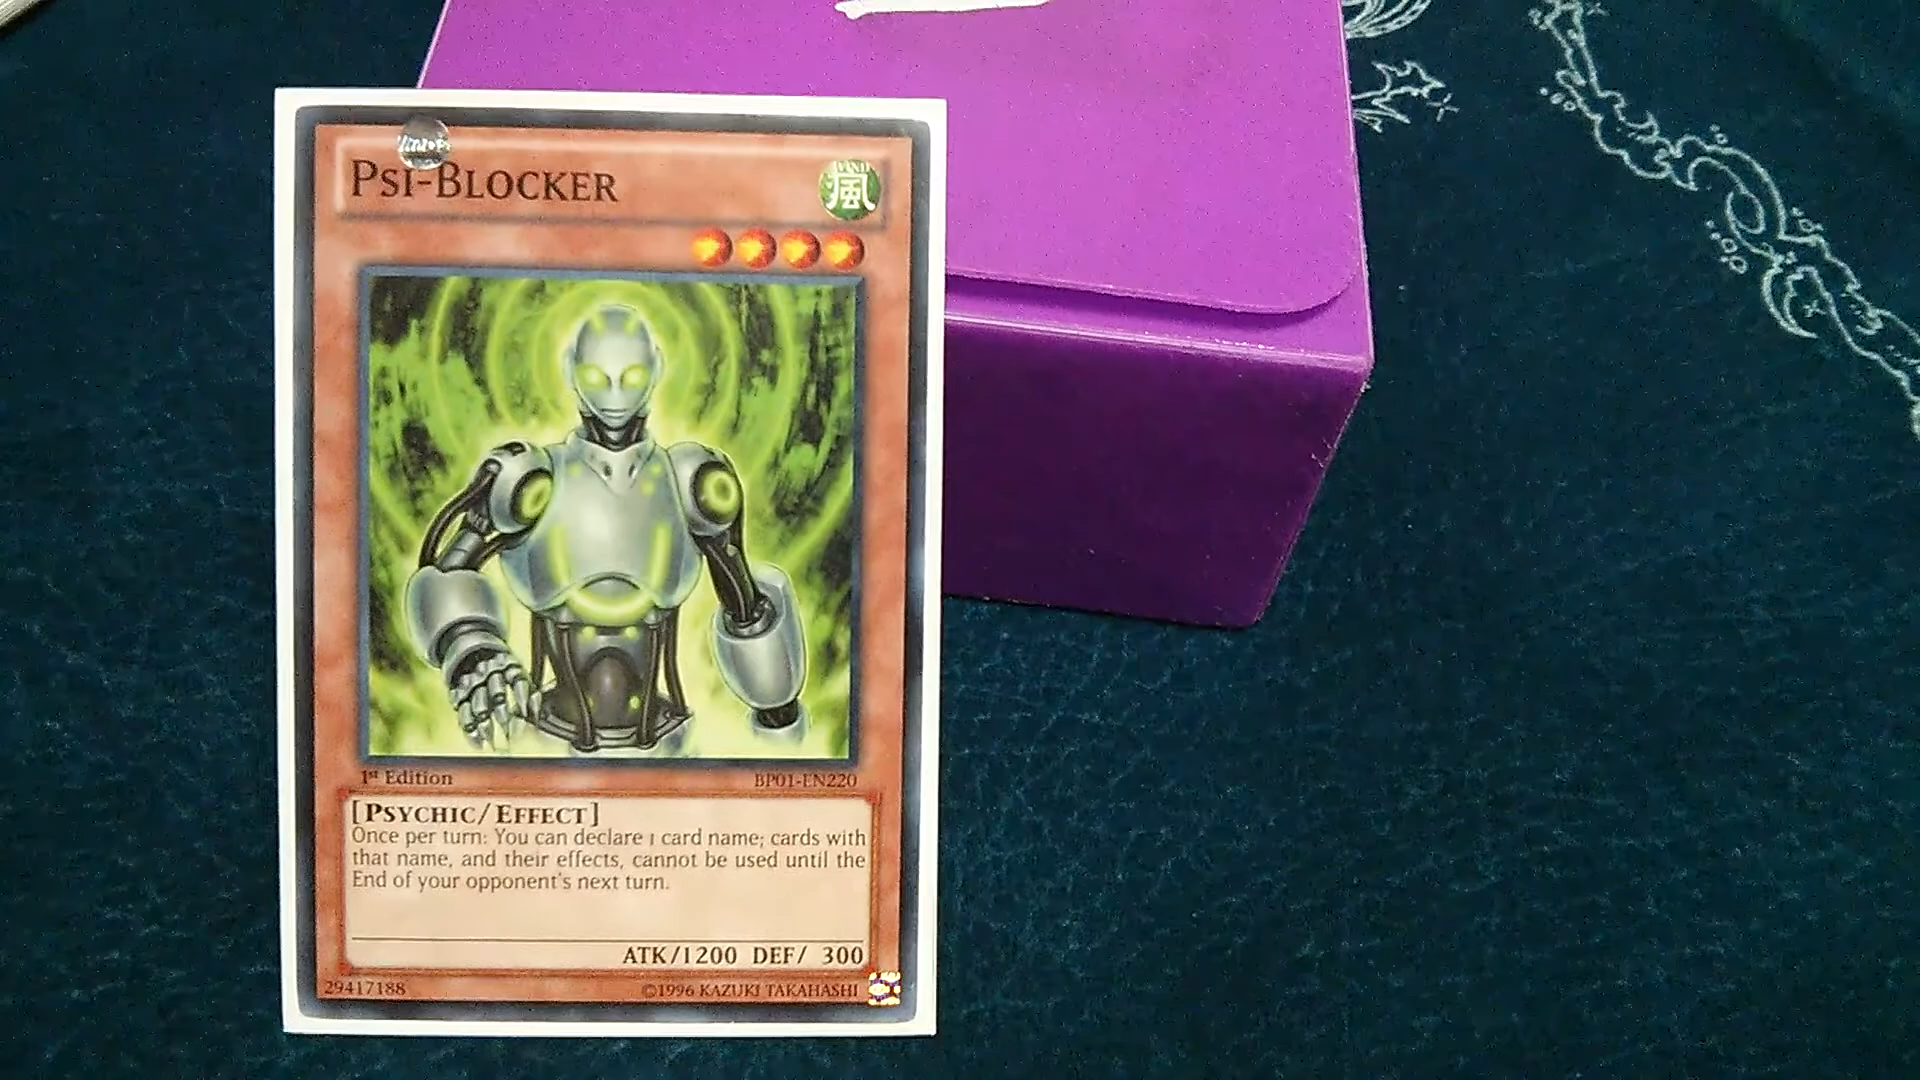 PSI-BLOCKER
WIND
風
1st Edition
BP01-EN220
[PSYCHIC/EFFECT]
Once per turn: You can declare 1 card name; cards with
that name, and their effects, cannot be used until the
End of your opponent's next turn.
ATK/1200 DEF/ 300
29417188
©1996 KAZUKI TAKAHASHI